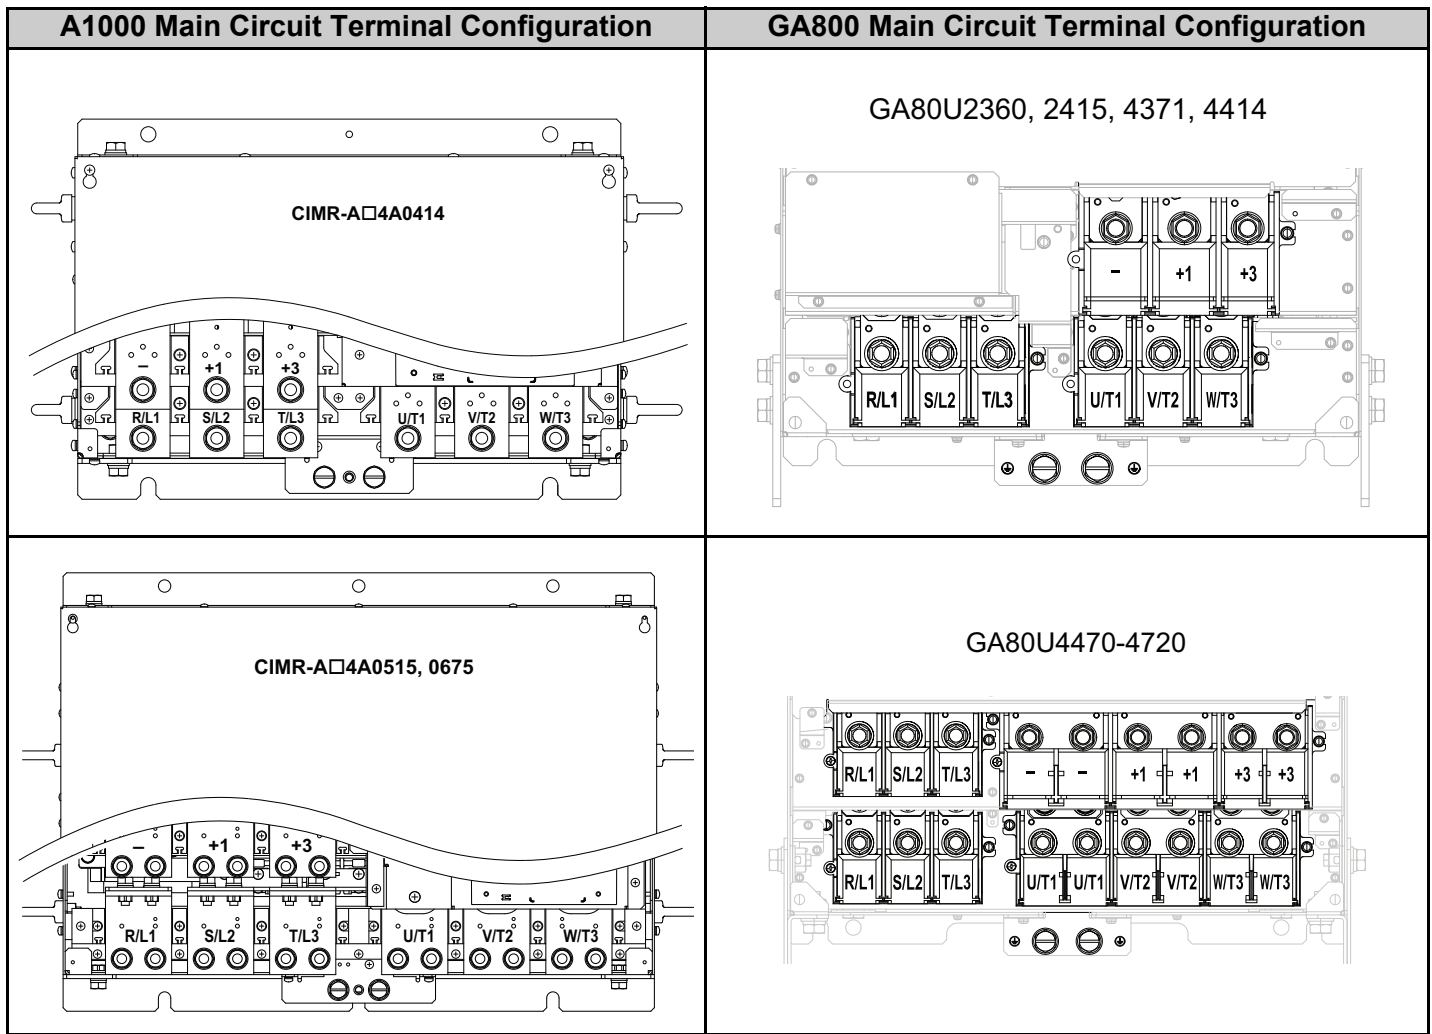 A1000 Main Circuit Terminal Configuration
GA800 Main Circuit Terminal Configuration
CIMR-A□4A0414
– +1 +3
R/L1 S/L2 T/L3 U/T1 V/T2 W/T3
GA80U2360, 2415, 4371, 4414
– +1 +3
R/L1 S/L2 T/L3 U/T1 V/T2 W/T3
CIMR-A□4A0515, 0675
– +1 +3
R/L1 S/L2 T/L3 U/T1 V/T2 W/T3
GA80U4470-4720
R/L1 S/L2 T/L3 – – +1 +1 +3 +3
R/L1 S/L2 T/L3 U/T1 U/T1 V/T2 V/T2 W/T3 W/T3